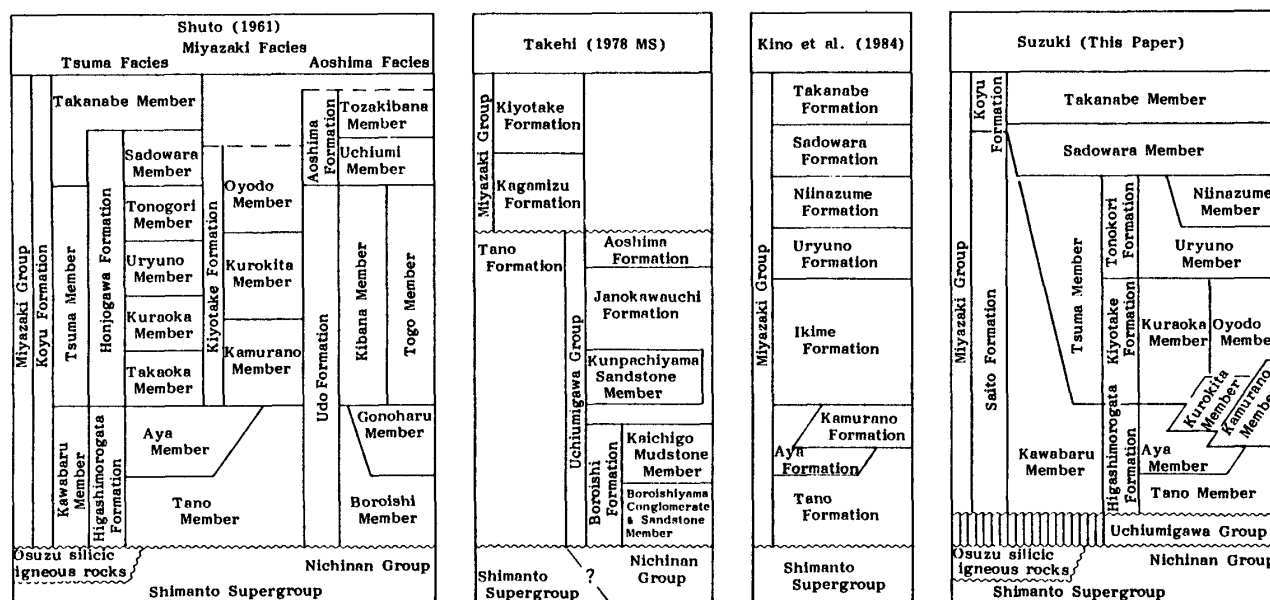 Shuto (1961)
Miyazaki Facies
Tsuma Facies
Aoshima Facies
Miyazaki Group
Koyu Formation
Takanabe Member
Tsuma Member
Kawabaru
Member
Honjogawa Formation
Higashimorogata
Formation
Sadowara
Member
Tonogori
Member
Uryuno
Member
Kuraoka
Member
Takaoka
Member
Aya
Member
Tano
Member
Kiyotake Formation
Oyodo
Member
Kurokita
Member
Kamurano
Member
Aoshima
Formation
Udo Formation
Tozakibana
Member
Uchiumi
Member
Kibana Member
Togo Member
Gonoharu
Member
Boroishi
Member
Osuzu silicic
igneous rocks
Nichinan Group
Shimanto Supergroup
Takehi (1978 MS)
Miyazaki Group
Kiyotake
Formation
Kagamizu
Formation
Tano
Formation
Uchiumigawa Group
Aoshima
Formation
Janokawauchi
Formation
Kunpachiyama
Sandstone
Member
Boroishi
Formation
Kaichigo
Mudstone
Member
Boroishiyama
Conglomerate
& Sandstone
Member
Shimanto
Supergroup
?
Nichinan
Group
Kino et al. (1984)
Miyazaki Group
Takanabe
Formation
Sadowara
Formation
Niinazume
Formation
Uryuno
Formation
Ikime
Formation
Kamurano
Formation
Aya
Formation
Tano
Formation
Shimanto
Supergroup
Suzuki (This Paper)
Miyazaki Group
Koyu
Formation
Saito Formation
Takanabe Member
Sadowara Member
Tsuma Member
Kawabaru
Member
Tonokori
Formation
Kiyotake
Formation
Higashimorogata
Formation
Niinazume
Member
Uryuno
Member
Kuraoka
Member
Oyodo
Member
Kurokita
Member
Kamurano
Member
Aya
Member
Tano Member
Uchiumigawa Group
Osuzu silicic
igneous rocks
Nichinan Group
Shimanto Supergroup